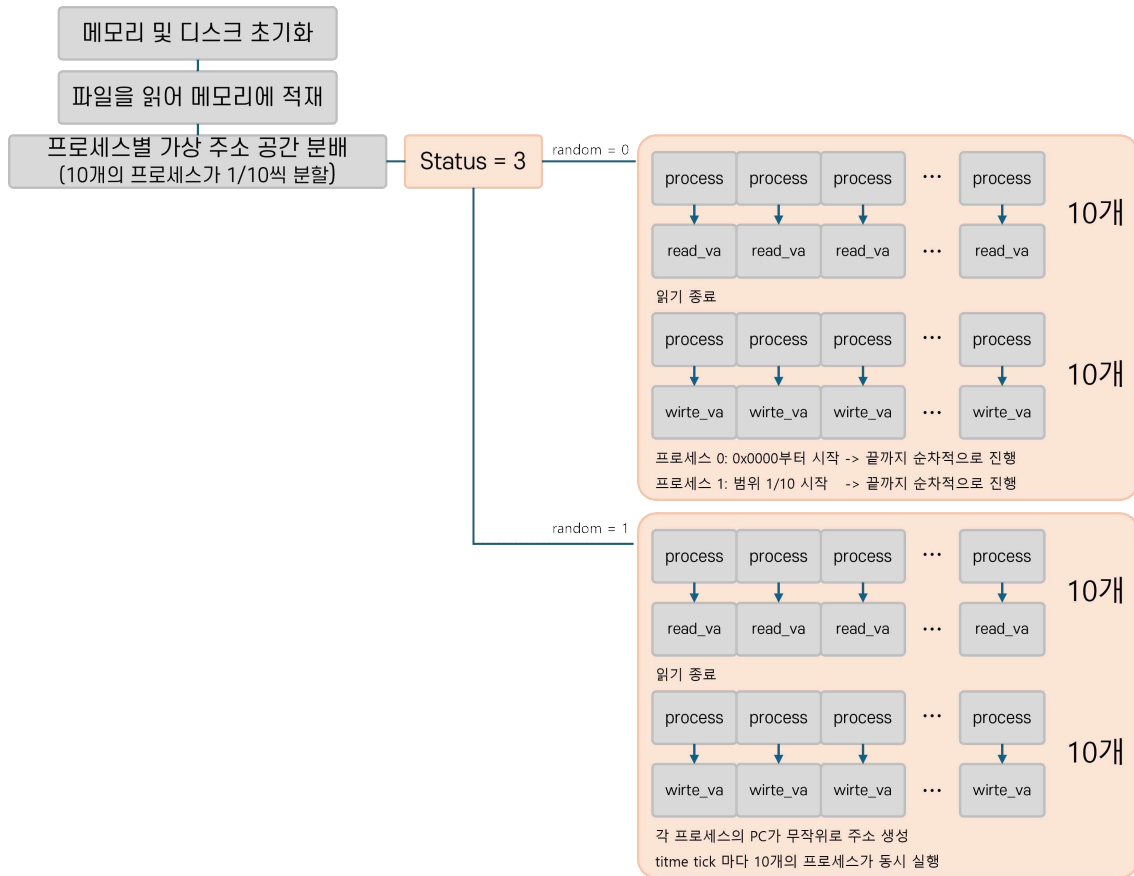 메모리 및 디스크 초기화
파일을 읽어 메모리에 적재
프로세스별 가상 주소 공간 분배
(10개의 프로세스가 1/10씩 분할)
Status = 3
random = 0
process process process ... process
10개
read_va read_va read_va ... read_va
읽기 종료
process process process ... process
10개
wirte_va wirte_va wirte_va ... wirte_va
프로세스 0: 0x0000부터 시작 -> 끝까지 순차적으로 진행
프로세스 1: 범위 1/10 시작 -> 끝까지 순차적으로 진행
random = 1
process process process ... process
10개
read_va read_va read_va ... read_va
읽기 종료
process process process ... process
10개
wirte_va wirte_va wirte_va ... wirte_va
각 프로세스의 PC가 무작위로 주소 생성
titme tick 마다 10개의 프로세스가 동시 실행